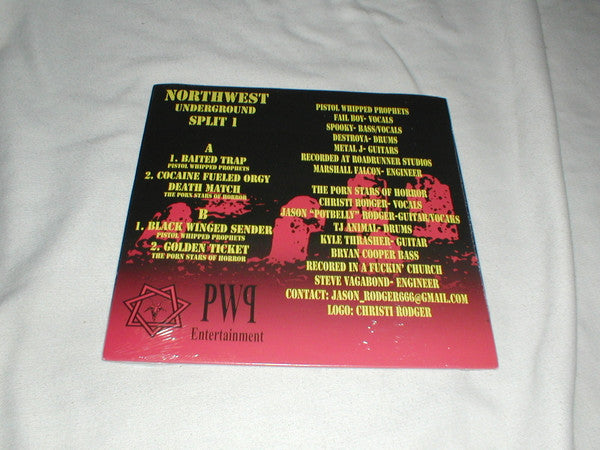 NORTHWEST
UNDERGROUND
SPLIT 1
A
1. BAITED TRAP
PISTOL WHIPPED PROPHETS
2. COCAINE FUELED ORGY
DEATH MATCH
THE PORN STARS OF HORROR
B
1. BLACK WINGED SENDER
PISTOL WHIPPED PROPHETS
2. GOLDEN TICKET
THE PORN STARS OF HORROR
PWP
Entertainment
PISTOL WHIPPED PROPHETS
FAIL BOY- VOCALS
SPOOKY- BASS/VOCALS
DESTROYA- DRUMS
METAL J- GUITARS
RECORDED AT ROADRUNNER STUDIOS
MARSHALL FALCON- ENGINEER
THE PORN STARS OF HORROR
CHRISTI RODGER- VOCALS
JASON "POTBELLY" RODGER-GUITAR/VOCALS
TJ ANIMAL- DRUMS
KYLE THRASHER- GUITAR
BRYAN COOPER BASS
RECORED IN A FUCKIN' CHURCH
STEVE VAGABOND- ENGINEER
CONTACT: JASON_RODGER666@GMAIL.COM
LOGO: CHRISTI RODGER